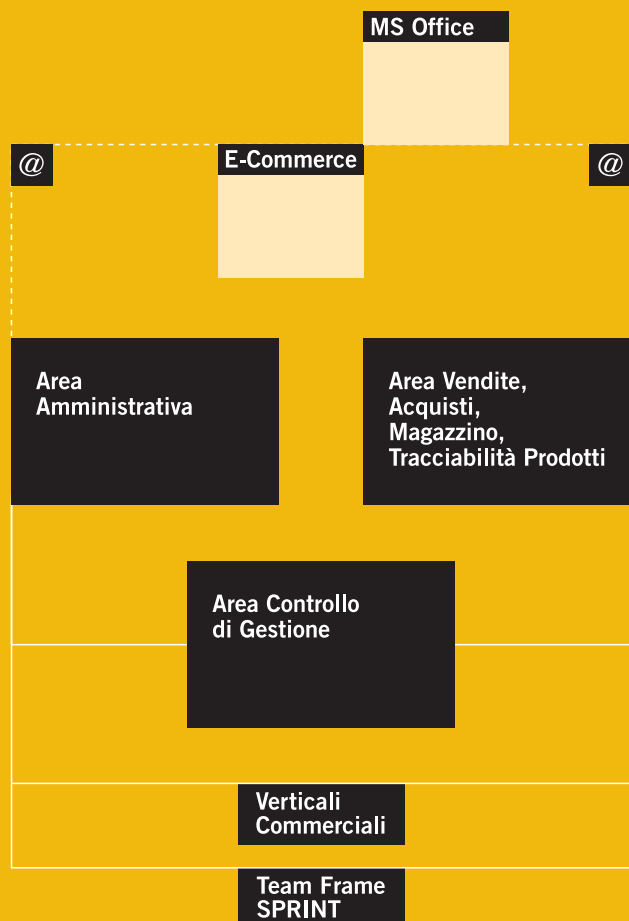 MS Office
@
E-Commerce
@
Area
Amministrativa
Area Vendite,
Acquisti,
Magazzino,
Tracciabilità Prodotti
Area Controllo
di Gestione
Verticali
Commerciali
Team Frame
SPRINT